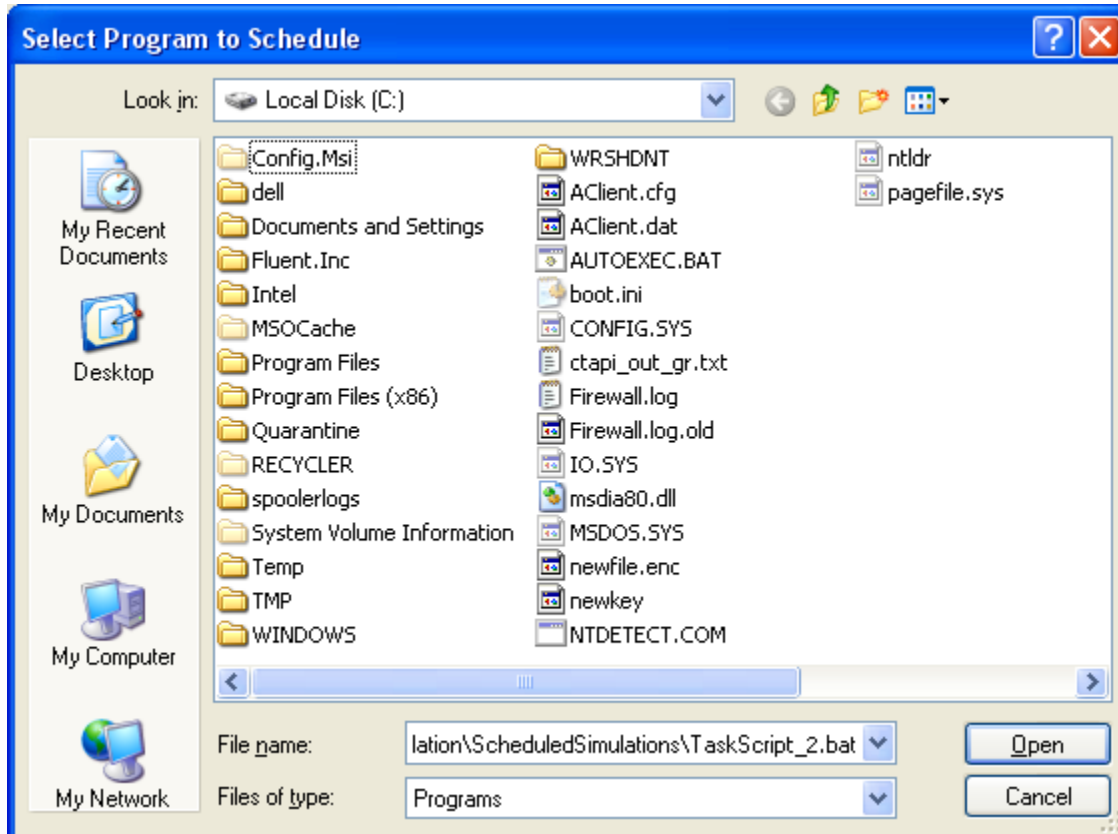 Select Program to Schedule
Look in: Local Disk (C:)
My Recent
Documents
Desktop
My Documents
My Computer
My Network
Config.Msi
dell
Documents and Settings
Fluent.Inc
Intel
MSOCache
Program Files
Program Files (x86)
Quarantine
RECYCLER
spoolerlogs
System Volume Information
Temp
TMP
WINDOWS
WRSHDNT
AClient.cfg
AClient.dat
AUTOEXEC.BAT
boot.ini
CONFIG.SYS
ctapi_out_gr.txt
Firewall.log
Firewall.log.old
IO.SYS
msdia80.dll
MSDOS.SYS
newfile.enc
newkey
NTDETECT.COM
ntldr
pagefile.sys
File name: lation\ScheduledSimulations\TaskScript_2.bat Open
Files of type: Programs Cancel